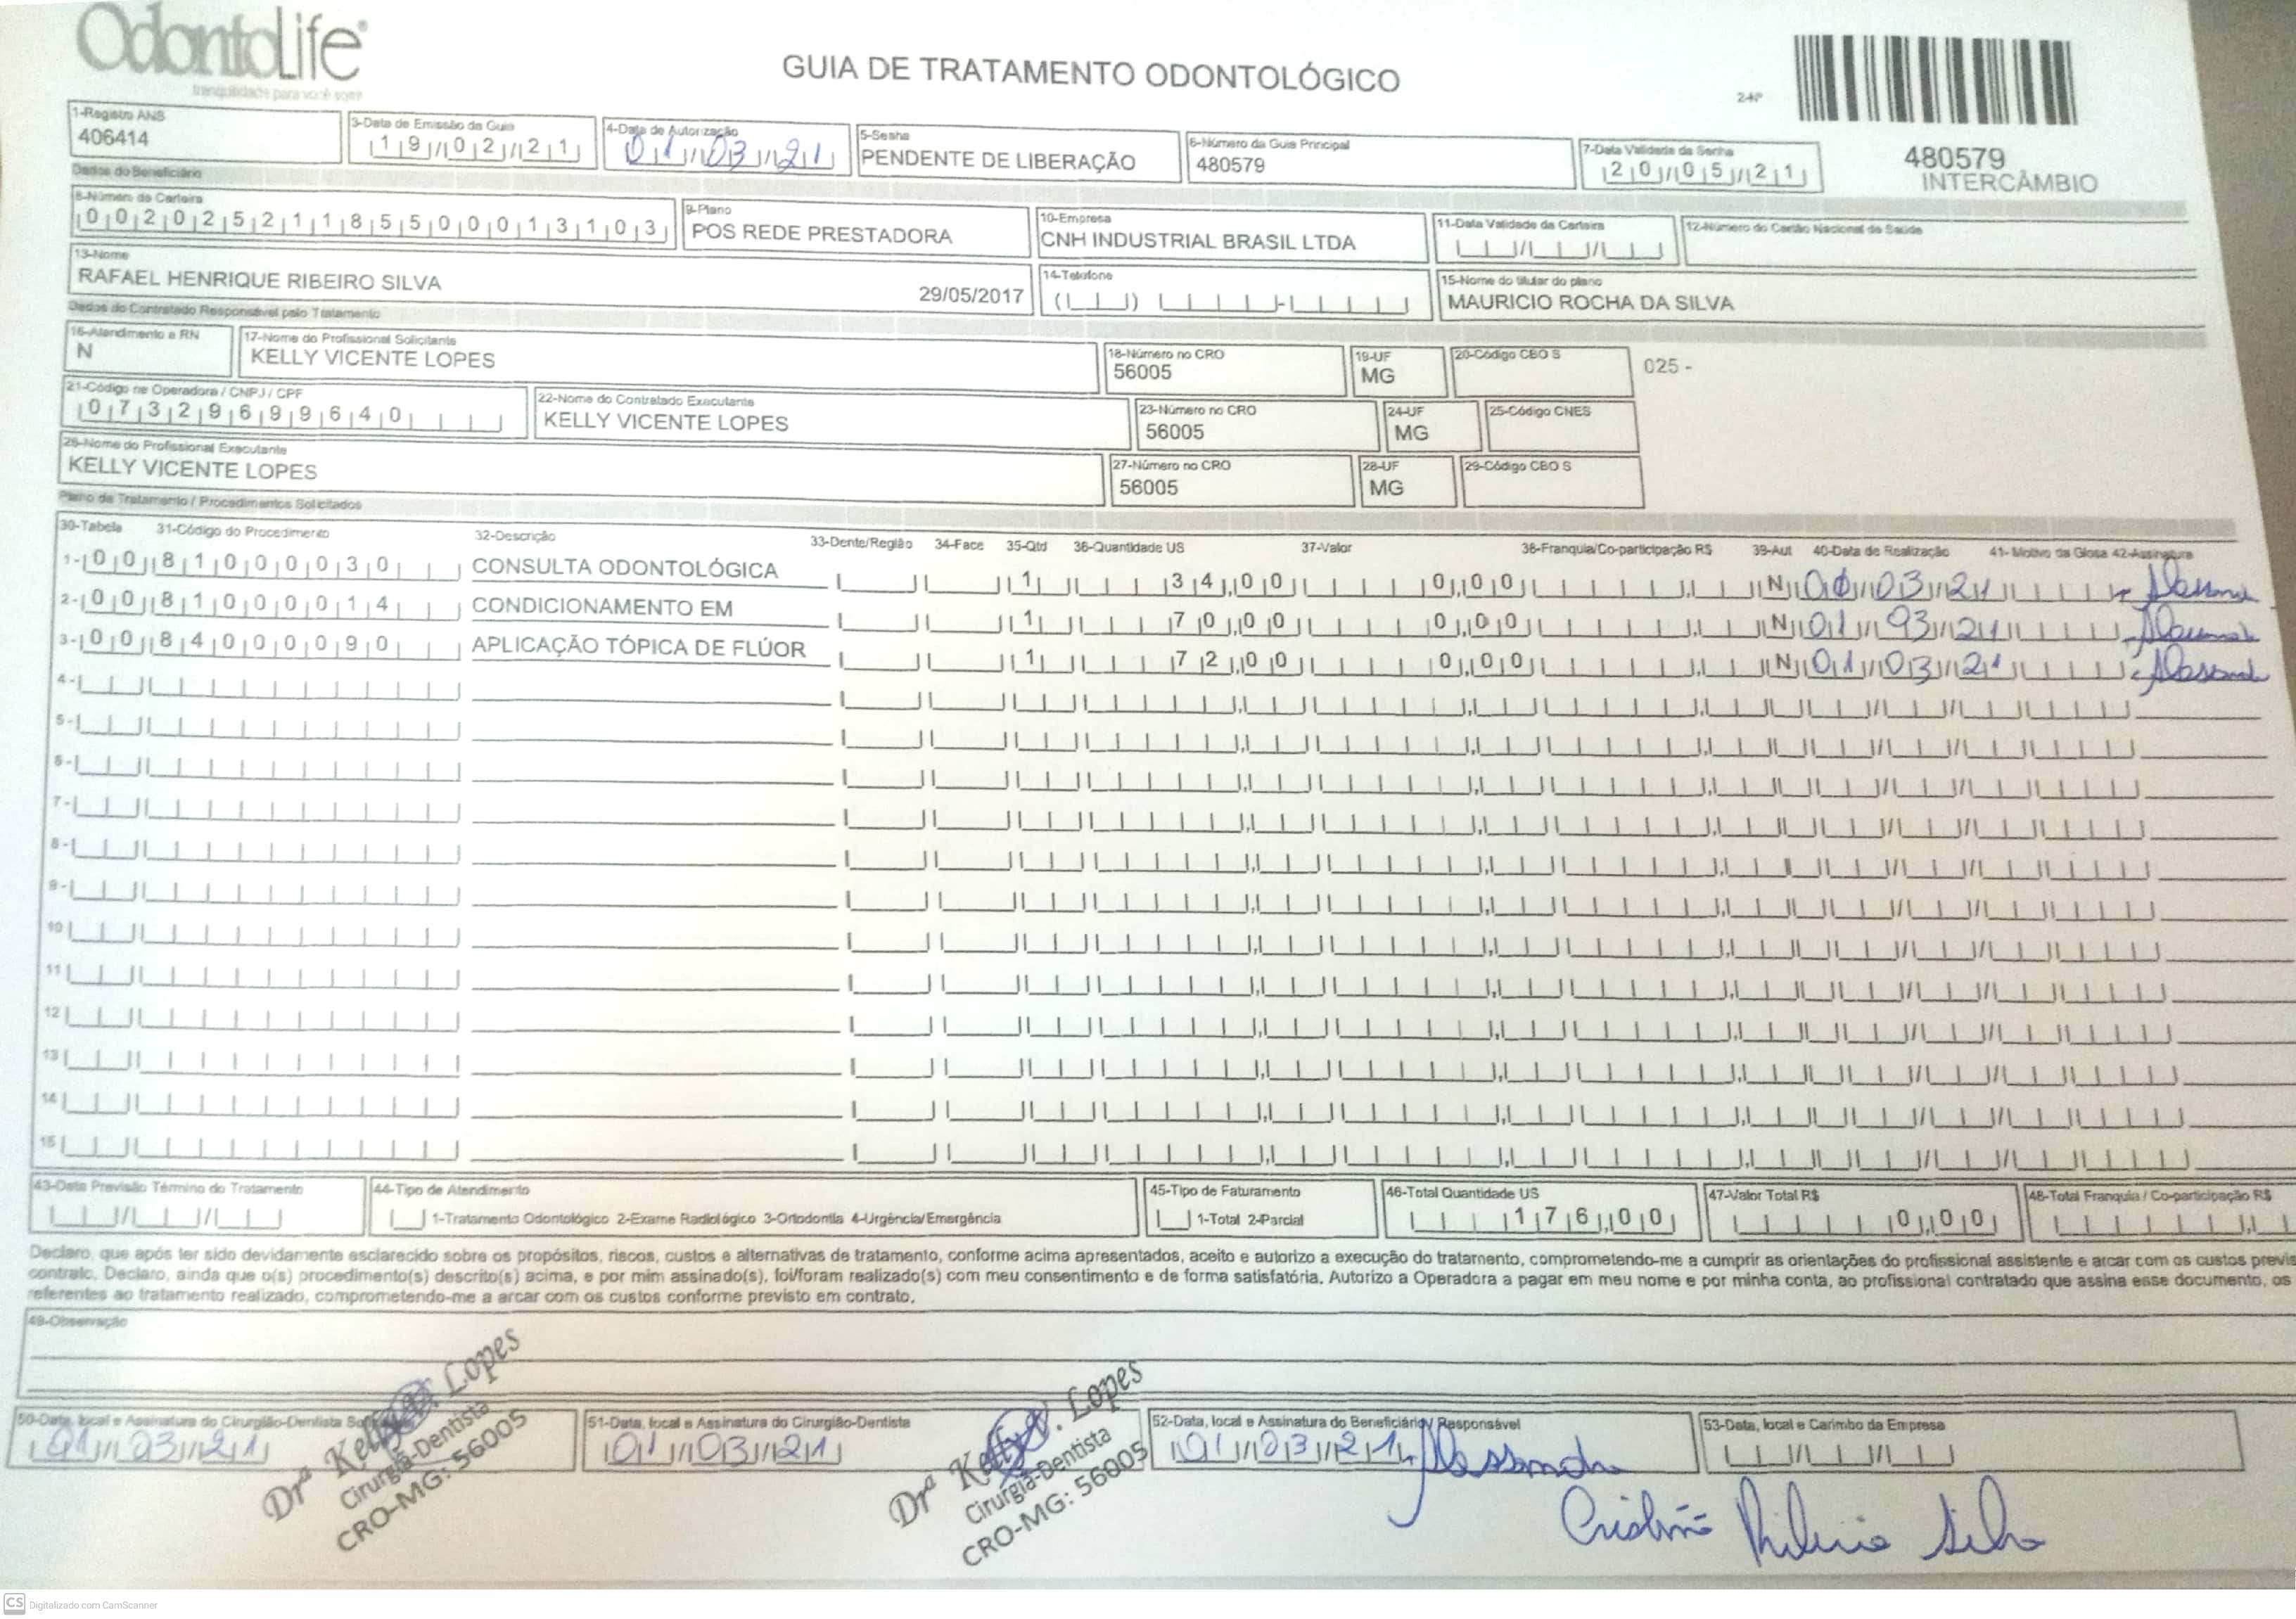 OdontoLife®
tranquilidade para você sorrir
GUIA DE TRATAMENTO ODONTOLÓGICO
2-Nº
480579
INTERCÂMBIO
1-Registro ANS
406414
3-Data de Emissão da Guia
19/02/21
4-Data de Autorização
01/03/21
5-Senha
PENDENTE DE LIBERAÇÃO
6-Número da Guia Principal
480579
7-Data Validade da Senha
20/05/21
Dados do Beneficiário
8-Número da Carteira
00202521185500013103
9-Plano
POS REDE PRESTADORA
10-Empresa
CNH INDUSTRIAL BRASIL LTDA
11-Data Validade da Carteira
12-Número do Cartão Nacional de Saúde
13-Nome
RAFAEL HENRIQUE RIBEIRO SILVA 29/05/2017
14-Telefone
15-Nome do titular do plano
MAURICIO ROCHA DA SILVA
Dados do Contratado Responsável pelo Tratamento
16-Atendimento a RN
N
17-Nome do Profissional Solicitante
KELLY VICENTE LOPES
18-Número no CRO
56005
19-UF
MG
20-Código CBO S
025 -
21-Código na Operadora / CNPJ / CPF
07329699640
22-Nome do Contratado Executante
KELLY VICENTE LOPES
23-Número no CRO
56005
24-UF
MG
25-Código CNES
26-Nome do Profissional Executante
KELLY VICENTE LOPES
27-Número no CRO
56005
28-UF
MG
29-Código CBO S
Plano de Tratamento / Procedimentos Solicitados
30-Tabela 31-Código do Procedimento 32-Descrição 33-Dente/Região 34-Face 35-Qtd 36-Quantidade US 37-Valor 38-Franquia/Co-participação R$ 39-Aut 40-Data de Realização 41- Motivo da Glosa 42-Assinatura
1- 00 81000030 CONSULTA ODONTOLÓGICA 1 34,00 0,00 N 01/03/21
2- 00 81000014 CONDICIONAMENTO EM 1 70,00 0,00 N 01/03/21
3- 00 84000090 APLICAÇÃO TÓPICA DE FLÚOR 1 72,00 0,00 N 01/03/21
4-
5-
6-
7-
8-
9-
10
11
12
13
14
15
43-Data Previsão Término do Tratamento
44-Tipo de Atendimento
1-Tratamento Odontológico 2-Exame Radiológico 3-Ortodontia 4-Urgência/Emergência
45-Tipo de Faturamento
1-Total 2-Parcial
46-Total Quantidade US
176,00
47-Valor Total R$
0,00
48-Total Franquia / Co-participação R$
Declaro, que após ter sido devidamente esclarecido sobre os propósitos, riscos, custos e alternativas de tratamento, conforme acima apresentados, aceito e autorizo a execução do tratamento, comprometendo-me a cumprir as orientações do profissional assistente e arcar com os custos previs
contrato. Declaro, ainda que o(s) procedimento(s) descrito(s) acima, e por mim assinado(s), foi/foram realizado(s) com meu consentimento e de forma satisfatória. Autorizo a Operadora a pagar em meu nome e por minha conta, ao profissional contratado que assina esse documento, os
referentes ao tratamento realizado, comprometendo-me a arcar com os custos conforme previsto em contrato.
49-Observação
50-Data, local e Assinatura do Cirurgião-Dentista
01/03/21
Drª Kelly V. Lopes
Cirurgiã-Dentista
CRO-MG: 56005
51-Data, local e Assinatura do Cirurgião-Dentista
01/03/21
Drª Kelly V. Lopes
Cirurgiã-Dentista
CRO-MG: 56005
52-Data, local e Assinatura do Beneficiário/ Responsável
01/03/21
Cristina Ribeiro Silva
53-Data, local e Carimbo da Empresa
CS Digitalizado com CamScanner